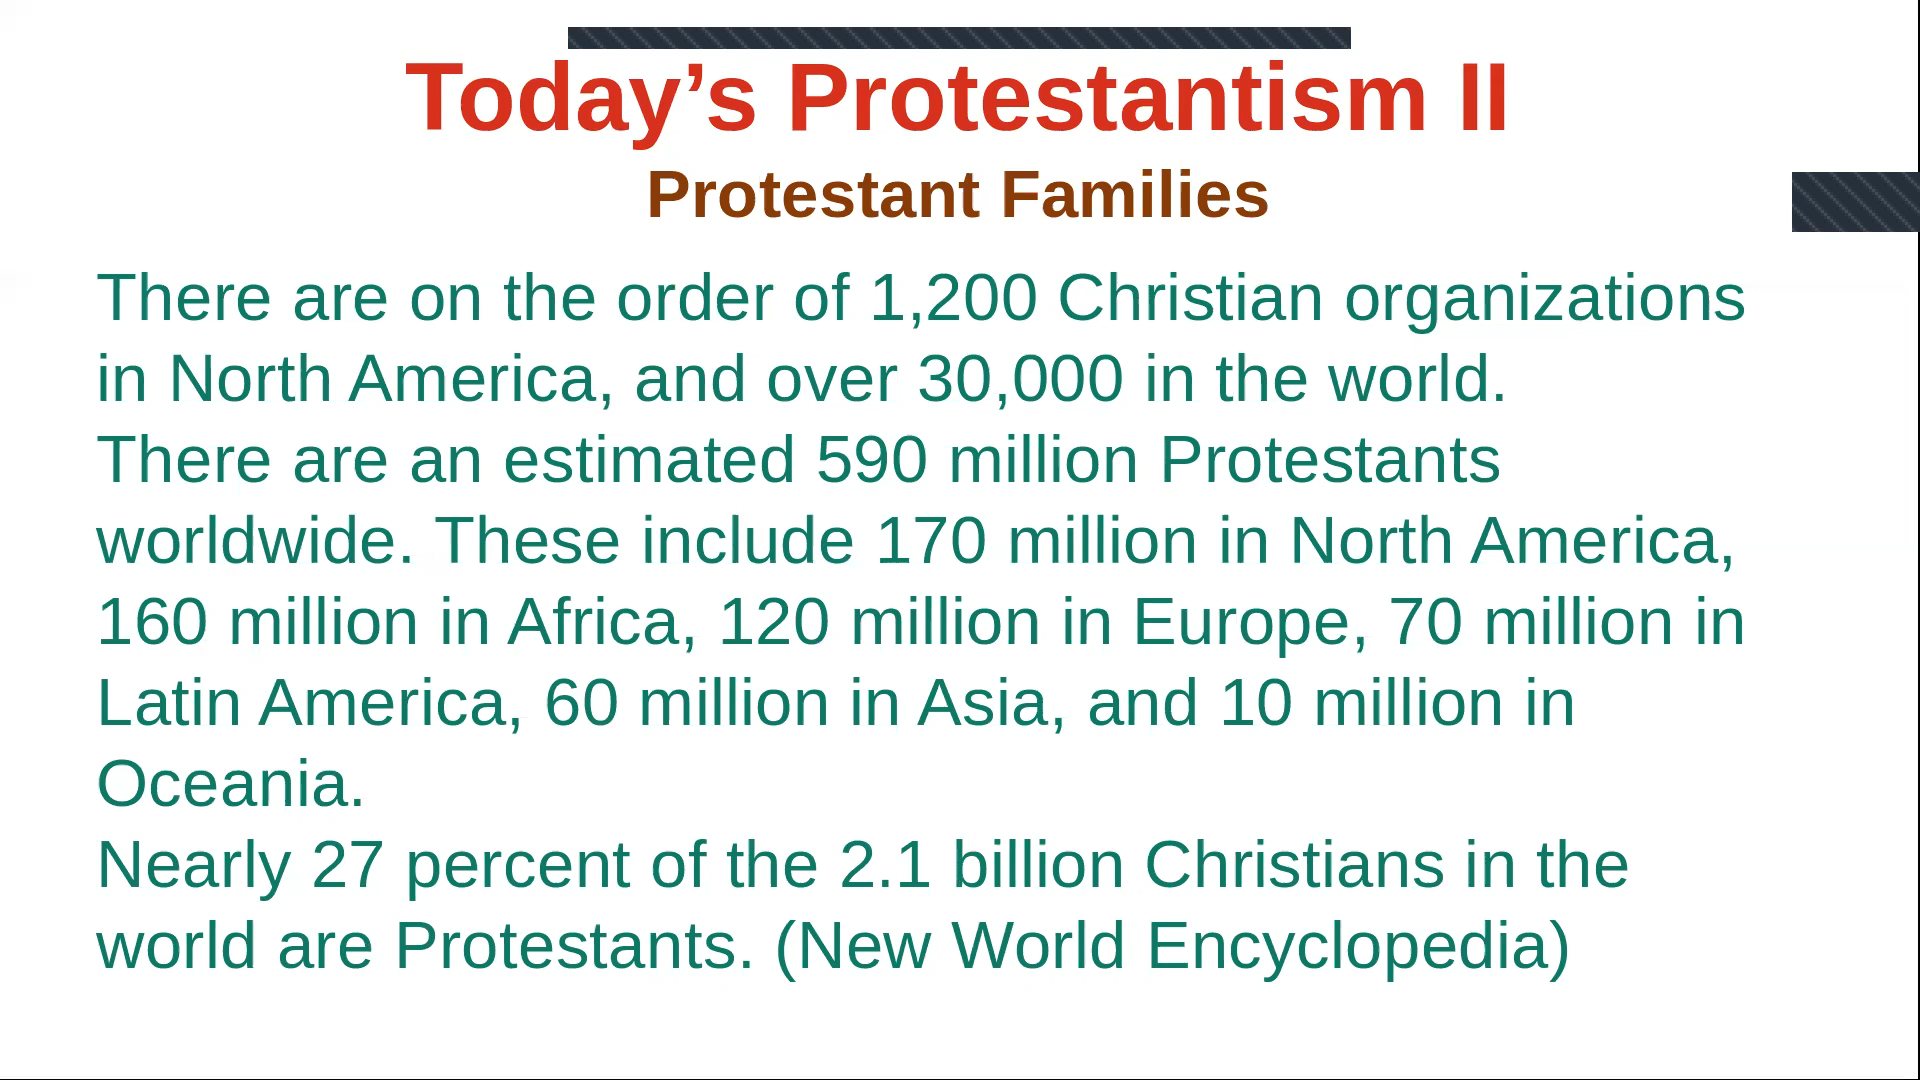 Today’s Protestantism II
Protestant Families
There are on the order of 1,200 Christian organizations
in North America, and over 30,000 in the world.
There are an estimated 590 million Protestants
worldwide. These include 170 million in North America,
160 million in Africa, 120 million in Europe, 70 million in
Latin America, 60 million in Asia, and 10 million in
Oceania.
Nearly 27 percent of the 2.1 billion Christians in the
world are Protestants. (New World Encyclopedia)